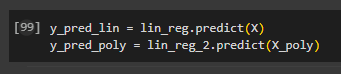 [99] y_pred_lin = lin_reg.predict(X)
y_pred_poly = lin_reg_2.predict(X_poly)